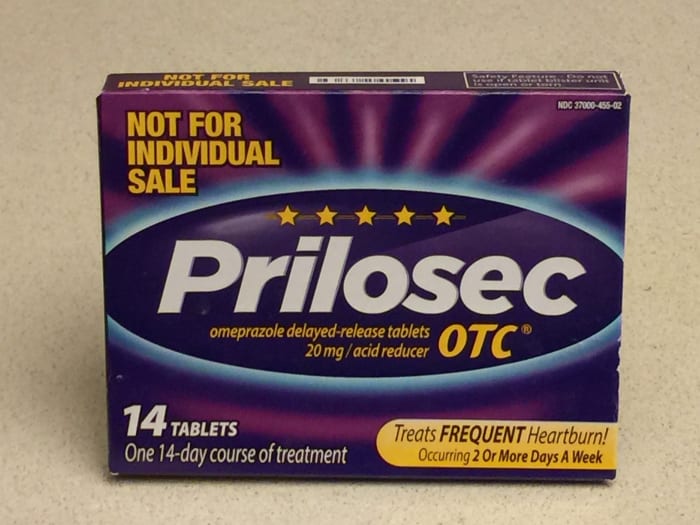 NOT FOR
INDIVIDUAL SALE
Safety Feature: Do not
use if tablet blister unit
is open or torn.
NDC 37000-455-02
NOT FOR
INDIVIDUAL
SALE
Prilosec
omeprazole delayed-release tablets
20 mg / acid reducer
OTC®
14 TABLETS
One 14-day course of treatment
Treats FREQUENT Heartburn!
Occurring 2 Or More Days A Week